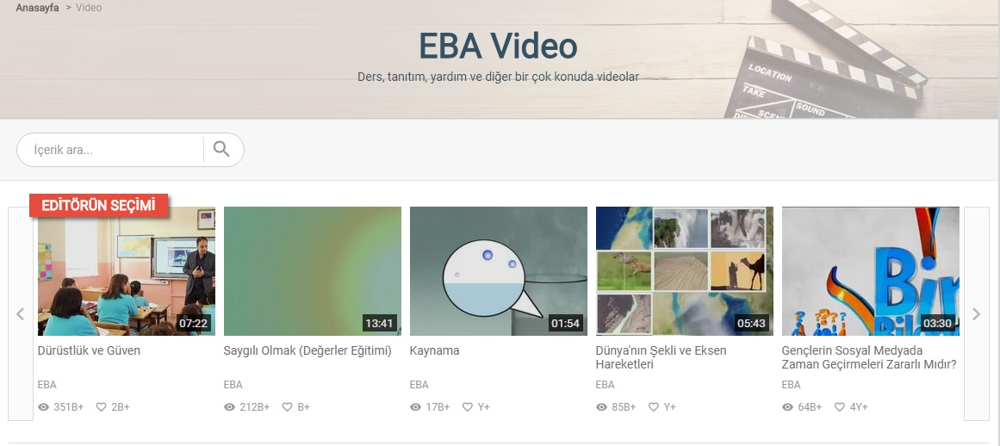 Anasayfa > Video
EBA Video
Ders, tanıtım, yardım ve diğer bir çok konuda videolar
LOCATION
TAKE
SOUND
SCENE
İçerik ara...
EDİTÖRÜN SEÇİMİ
07:22
13:41
01:54
05:43
Bir
03:30
Dürüstlük ve Güven
EBA
351B+ 2B+
Saygılı Olmak (Değerler Eğitimi)
EBA
212B+ B+
Kaynama
EBA
17B+ Y+
Dünya'nın Şekli ve Eksen
Hareketleri
EBA
85B+ Y+
Gençlerin Sosyal Medyada
Zaman Geçirmeleri Zararlı Mıdır?
EBA
64B+ 4Y+